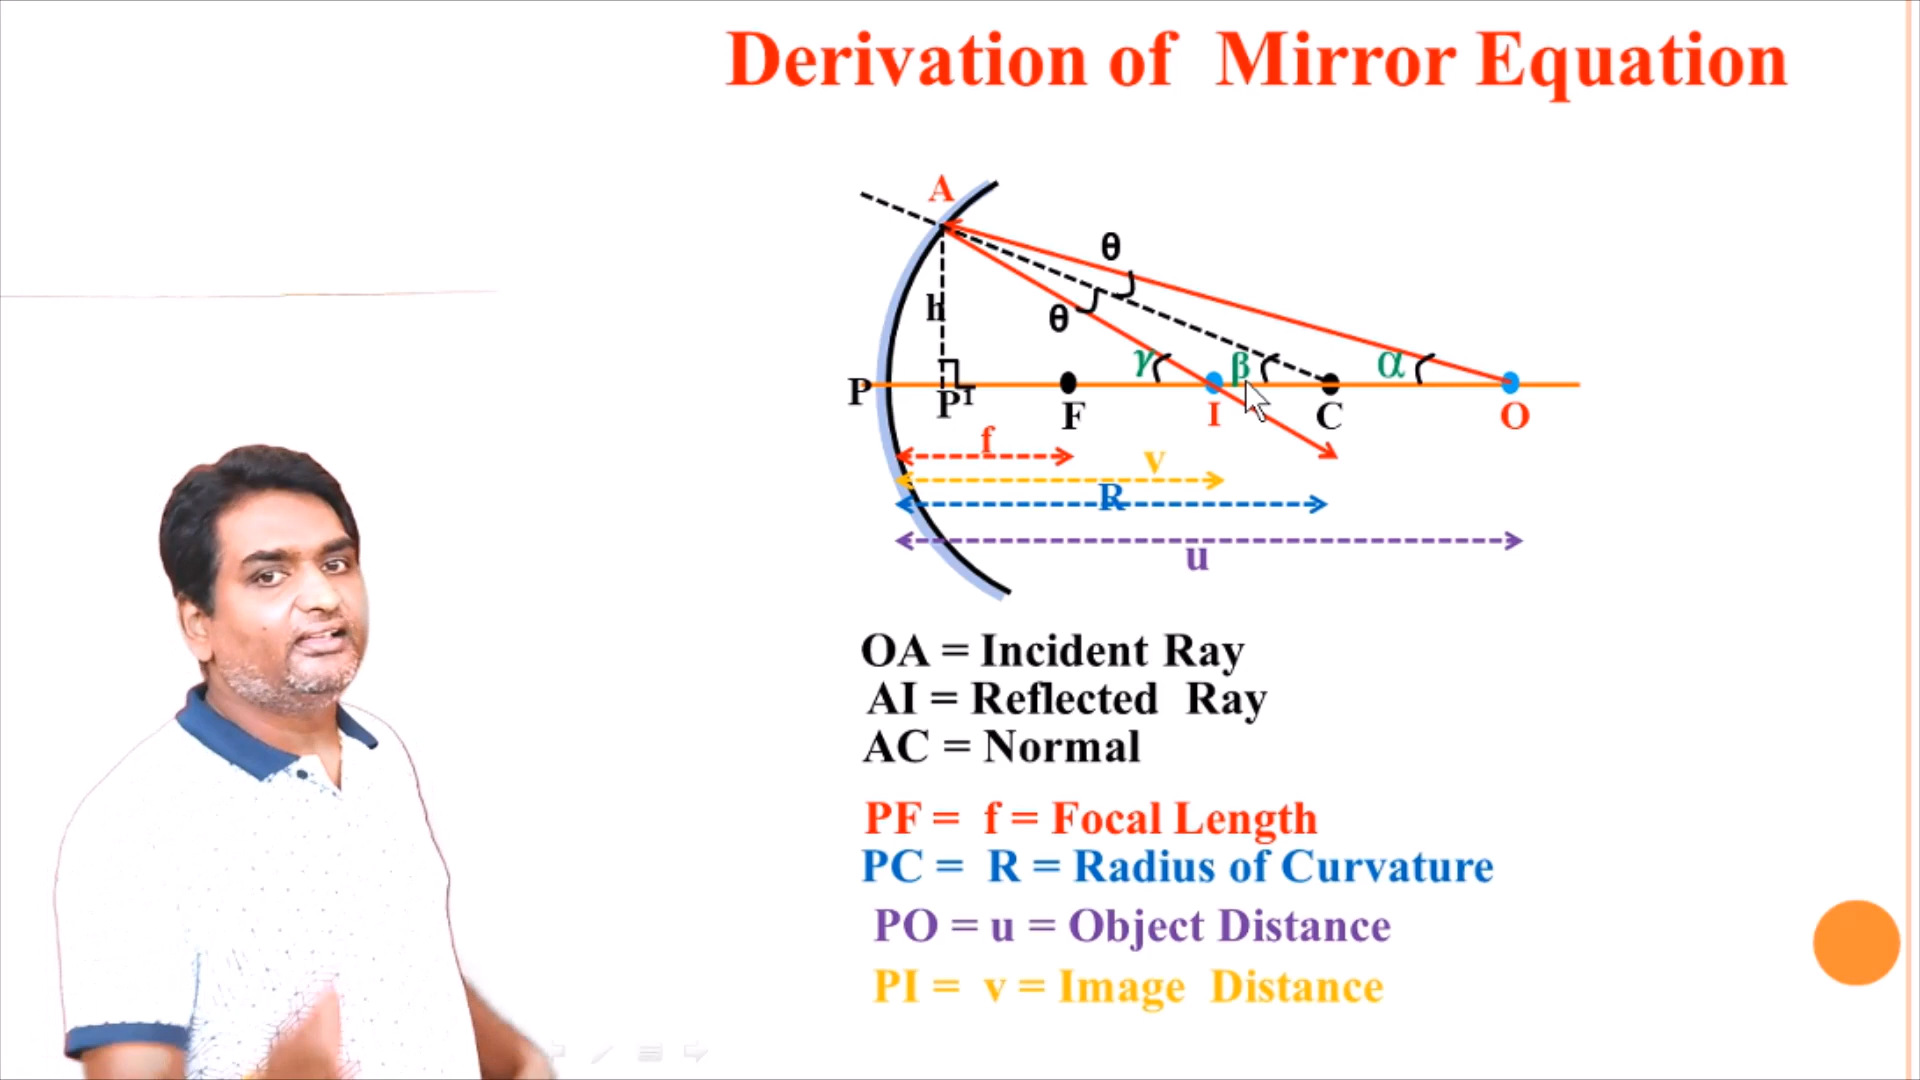 Derivation of Mirror Equation
A
θ
h
θ
γ
β
α
P
P¹
F
I
C
O
f
v
R
u
OA = Incident Ray
AI = Reflected Ray
AC = Normal
PF = f = Focal Length
PC = R = Radius of Curvature
PO = u = Object Distance
PI = v = Image Distance